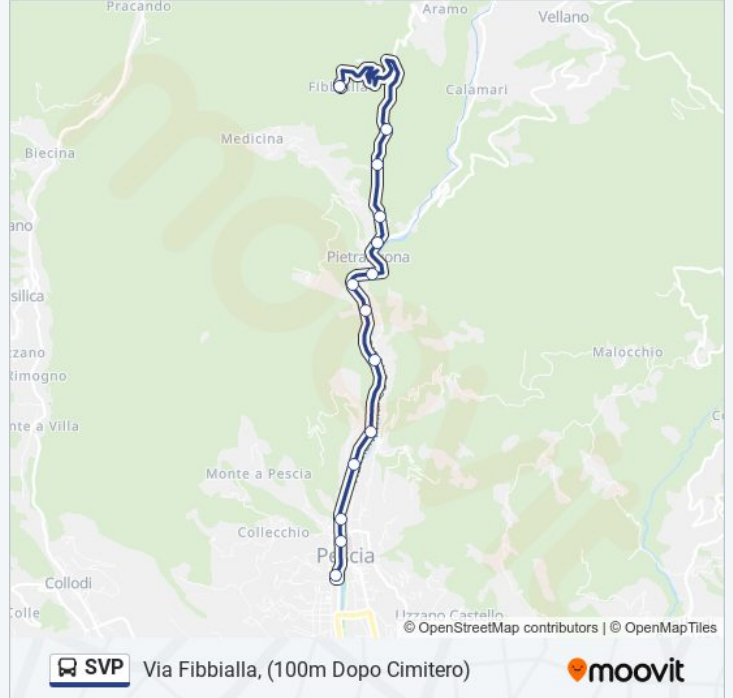 Pracando
Aramo
Vellano
Fibbialla
Calamari
Medicina
Biecina
ano
Pietrabuona
silica
zzano
Rimogno
Malocchio
nte a Villa
Monte a Pescia
Collecchio
Pescia
Collodi
Colle
Uzzano Castello
© OpenStreetMap contributors | © OpenMapTiles
SVP Via Fibbialla, (100m Dopo Cimitero)
moovit